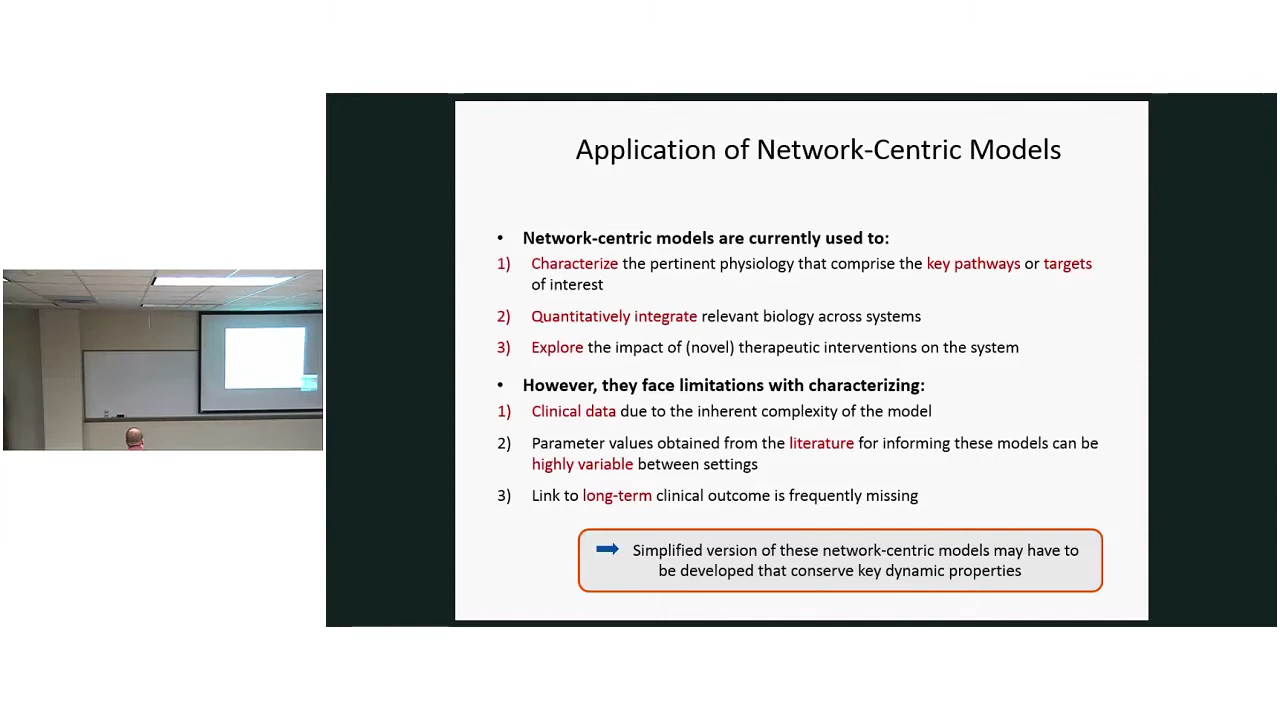 Application of Network-Centric Models
• Network-centric models are currently used to:
1) Characterize the pertinent physiology that comprise the key pathways or targets
of interest
2) Quantitatively integrate relevant biology across systems
3) Explore the impact of (novel) therapeutic interventions on the system
• However, they face limitations with characterizing:
1) Clinical data due to the inherent complexity of the model
2) Parameter values obtained from the literature for informing these models can be
highly variable between settings
3) Link to long-term clinical outcome is frequently missing
Simplified version of these network-centric models may have to
be developed that conserve key dynamic properties